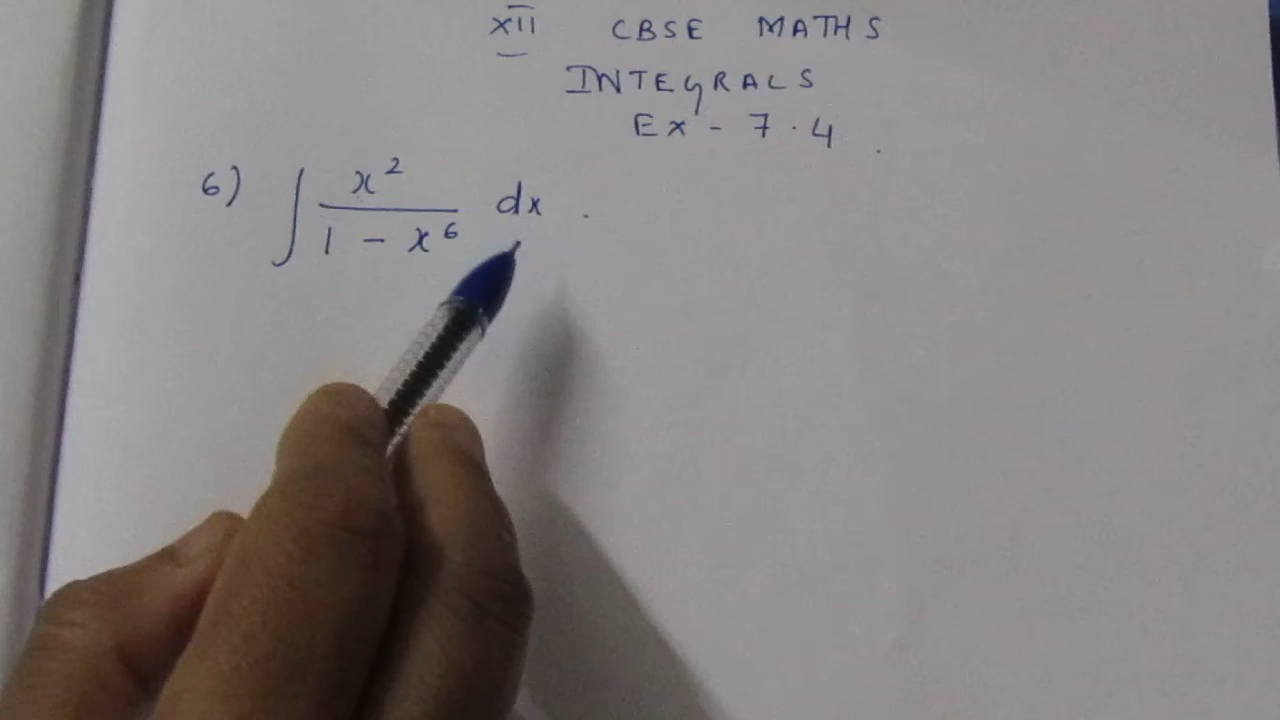 XII CBSE MATHS
INTEGRALS
Ex - 7.4.
6) ∫ x² / (1 - x⁶) dx.